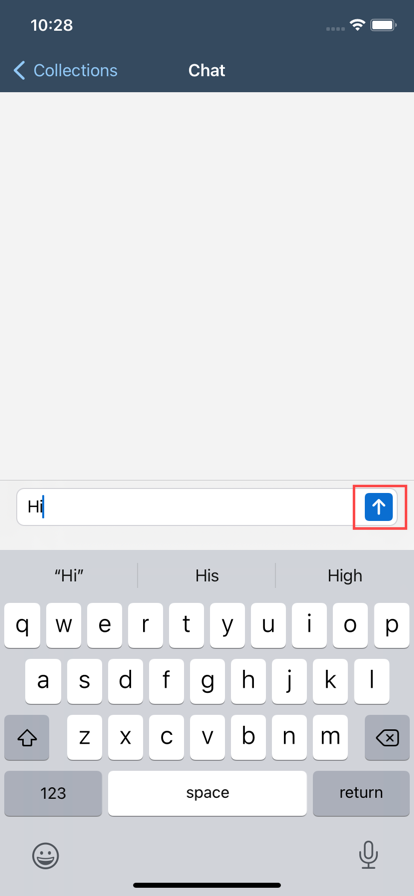 10:28
Collections Chat
Hi
“Hi” His High
q w e r t y u i o p
a s d f g h j k l
z x c v b n m
123 space return